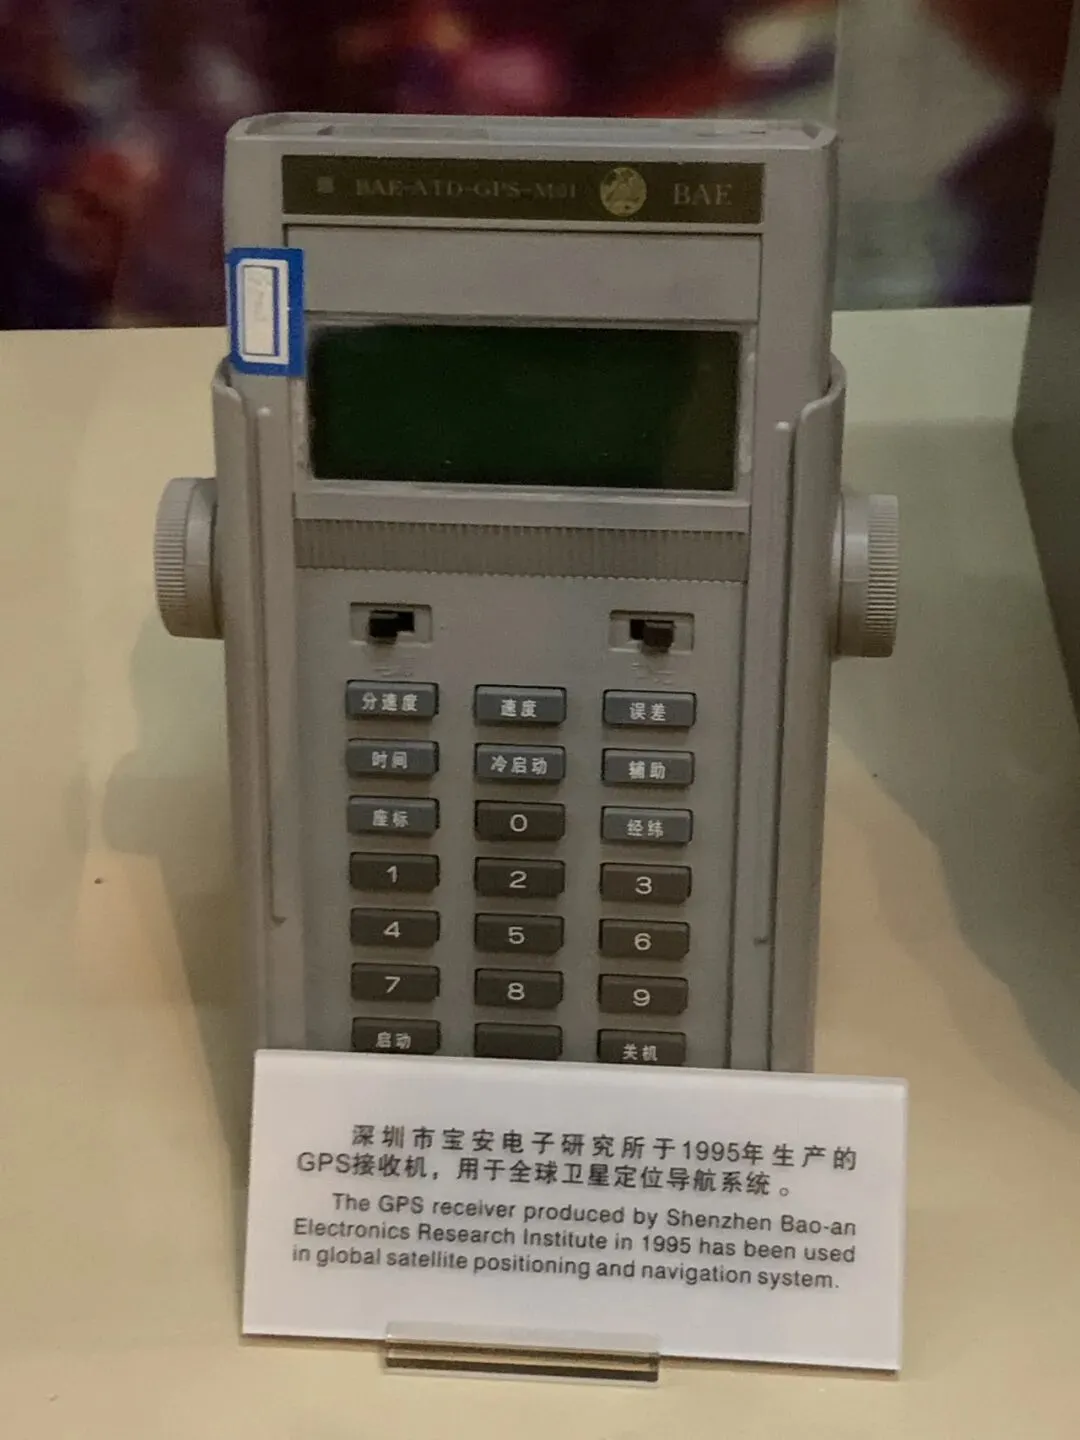 BAE-ATD-GPS-M01 BAE
分速度 速度 误差
时间 冷启动 辅助
座标 0 经纬
1 2 3
4 5 6
7 8 9
启动 关机
深圳市宝安电子研究所于1995年生产的
GPS接收机，用于全球卫星定位导航系统。
The GPS receiver produced by Shenzhen Bao-an
Electronics Research Institute in 1995 has been used
in global satellite positioning and navigation system.